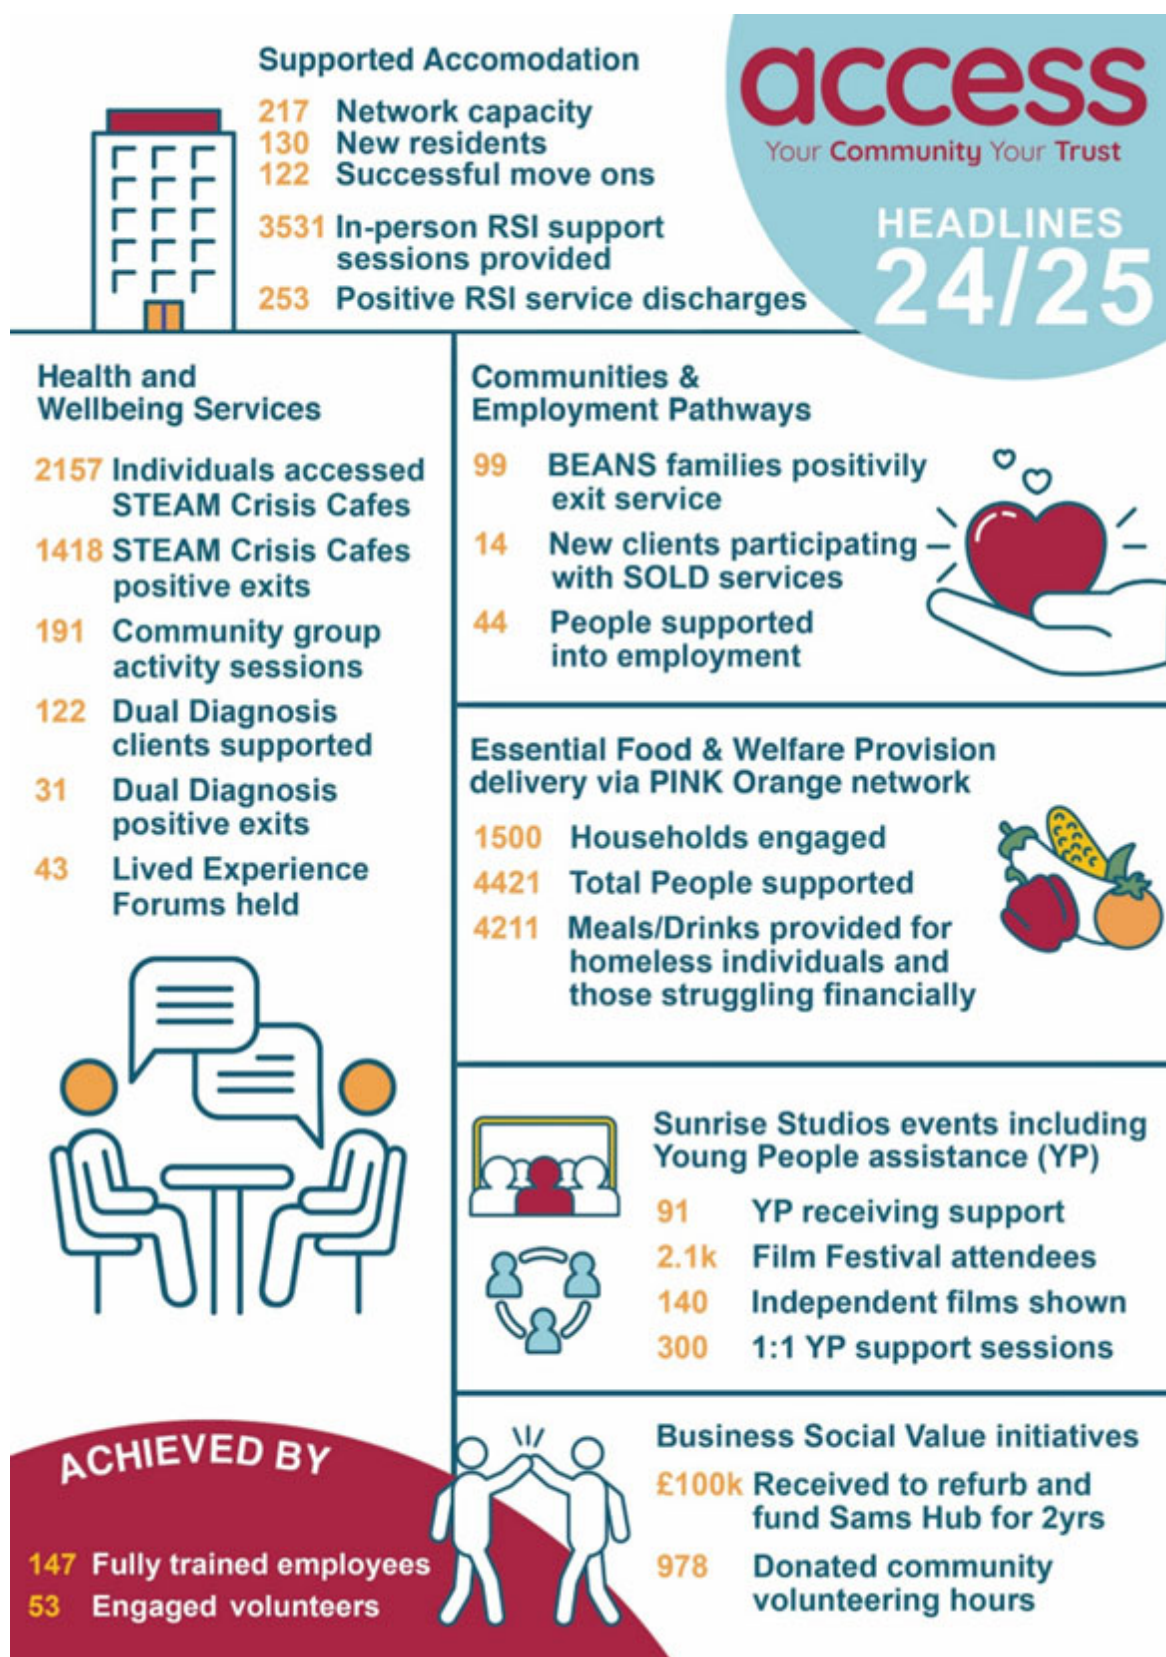 Supported Accomodation
217 Network capacity
130 New residents
122 Successful move ons
3531 In-person RSI support
sessions provided
253 Positive RSI service discharges
access
Your Community Your Trust
HEADLINES
24/25
Health and
Wellbeing Services
2157 Individuals accessed
STEAM Crisis Cafes
1418 STEAM Crisis Cafes
positive exits
191 Community group
activity sessions
122 Dual Diagnosis
clients supported
31 Dual Diagnosis
positive exits
43 Lived Experience
Forums held
Communities &
Employment Pathways
99 BEANS families positivily
exit service
14 New clients participating
with SOLD services
44 People supported
into employment
Essential Food & Welfare Provision
delivery via PINK Orange network
1500 Households engaged
4421 Total People supported
4211 Meals/Drinks provided for
homeless individuals and
those struggling financially
Sunrise Studios events including
Young People assistance (YP)
91 YP receiving support
2.1k Film Festival attendees
140 Independent films shown
300 1:1 YP support sessions
Business Social Value initiatives
£100k Received to refurb and
fund Sams Hub for 2yrs
978 Donated community
volunteering hours
ACHIEVED BY
147 Fully trained employees
53 Engaged volunteers